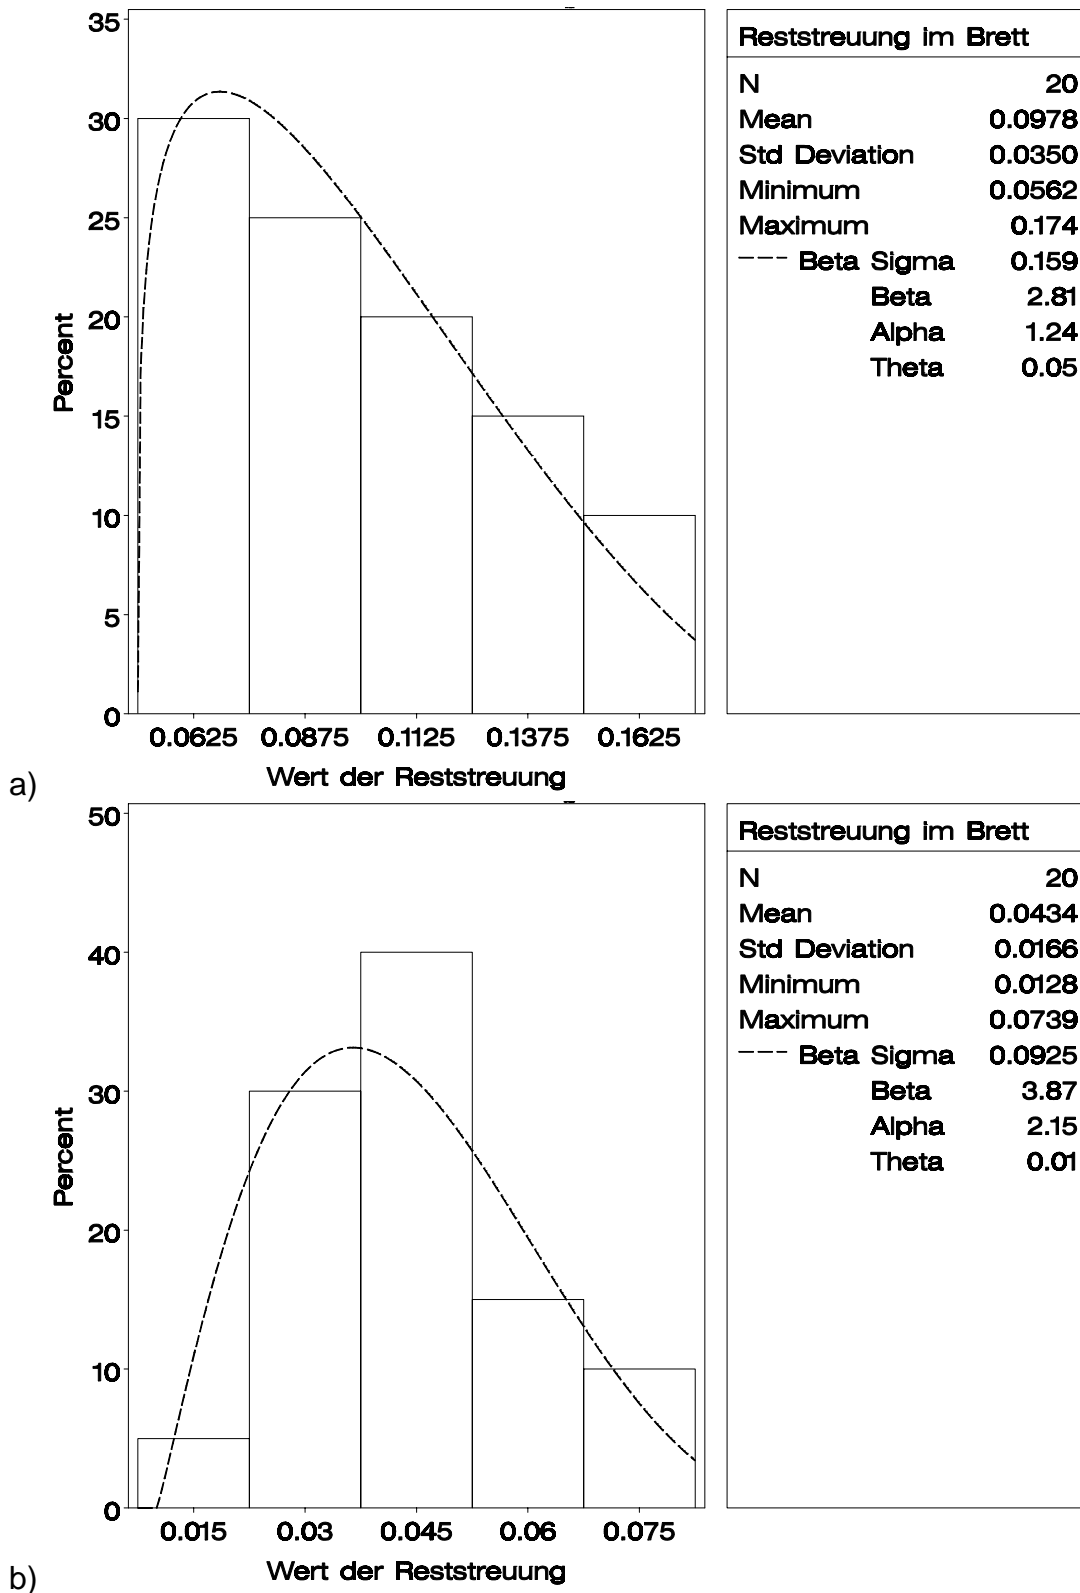 35
30
25
20
15
10
5
0
Percent
0.0625 0.0875 0.1125 0.1375 0.1625
Wert der Reststreuung
a)
Reststreuung im Brett
N 20
Mean 0.0978
Std Deviation 0.0350
Minimum 0.0562
Maximum 0.174
Beta Sigma 0.159
Beta 2.81
Alpha 1.24
Theta 0.05
50
40
30
20
10
0
Percent
0.015 0.03 0.045 0.06 0.075
Wert der Reststreuung
b)
Reststreuung im Brett
N 20
Mean 0.0434
Std Deviation 0.0166
Minimum 0.0128
Maximum 0.0739
Beta Sigma 0.0925
Beta 3.87
Alpha 2.15
Theta 0.01